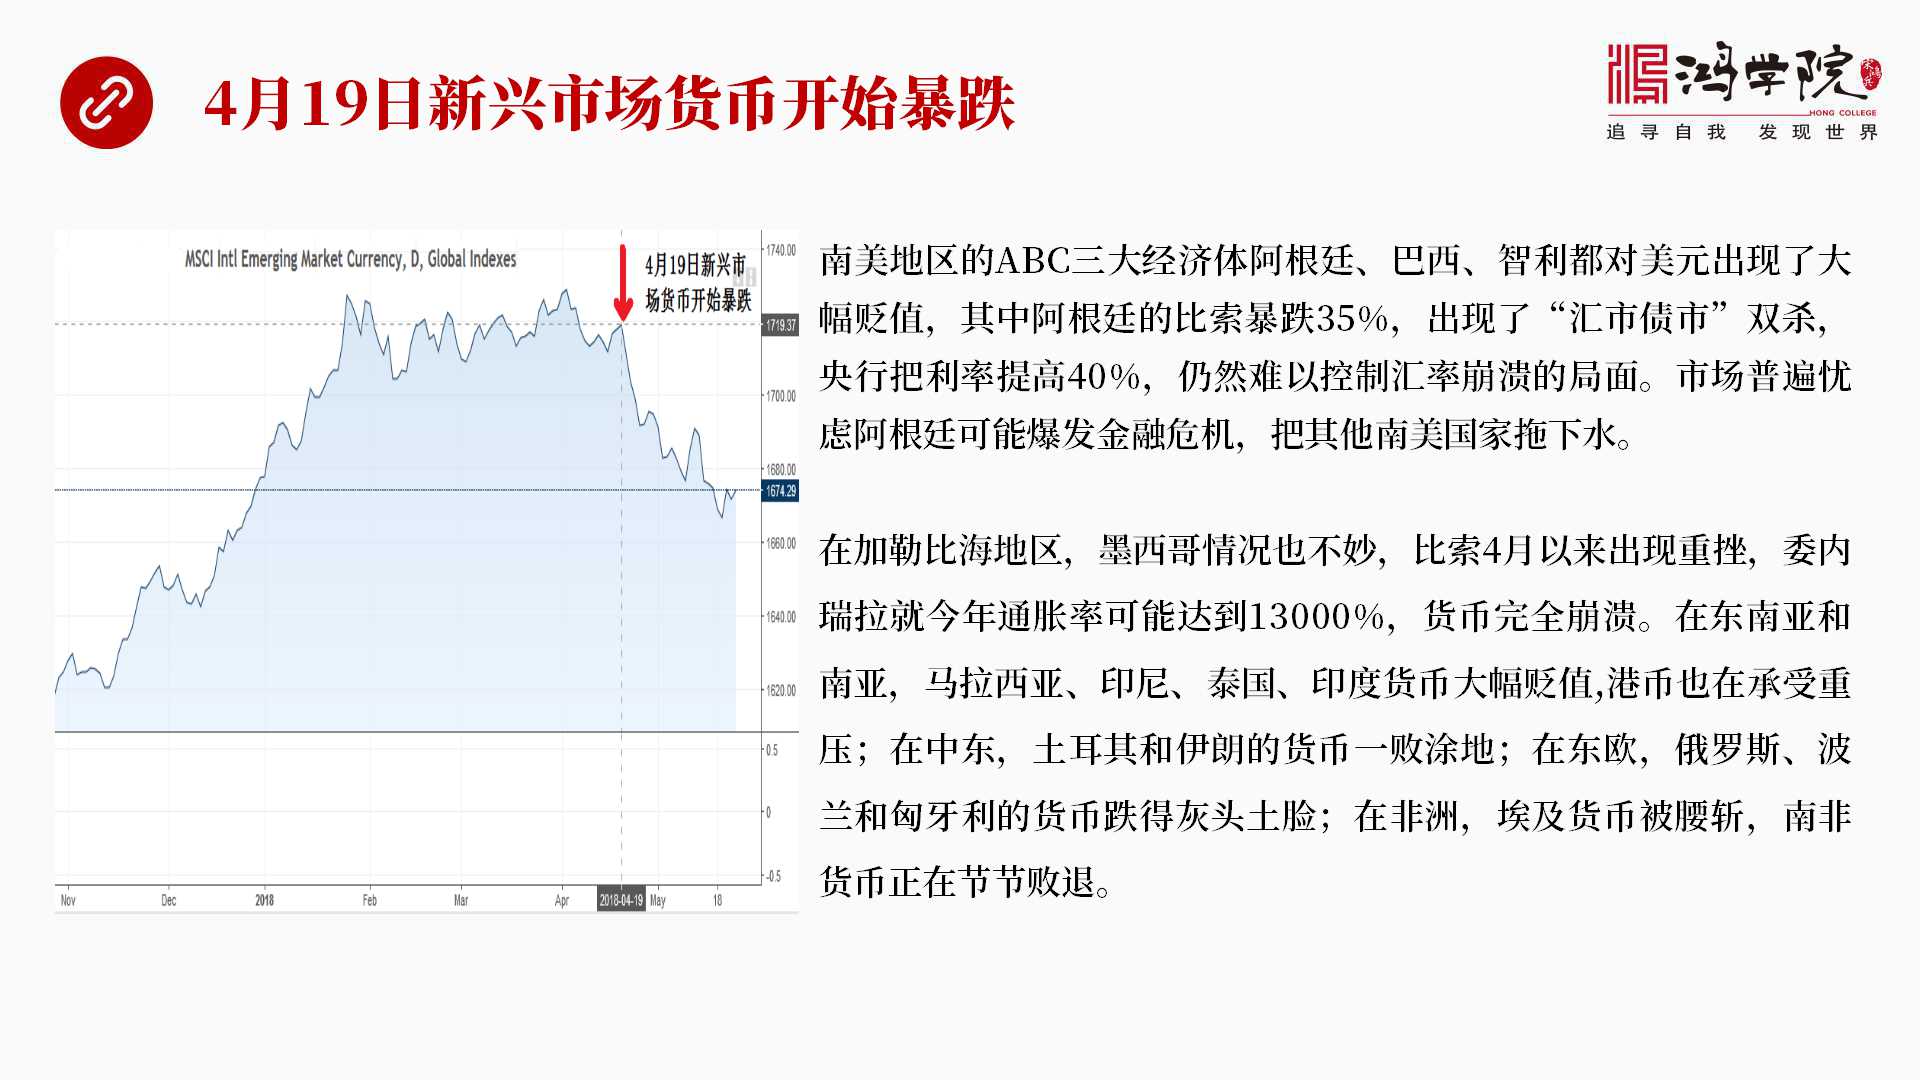 4月19日新兴市场货币开始暴跌
鸿学院
宋鸿兵
HONG COLLEGE
追寻自我 发现世界
MSCI Intl Emerging Market Currency, D, Global Indexes
4月19日新兴市
场货币开始暴跌
1740.00
1719.37
1700.00
1680.00
1674.29
1660.00
1640.00
1620.00
0.5
0
-0.5
Nov Dec 2018 Feb Mar Apr 2018-04-19 May 18
南美地区的ABC三大经济体阿根廷、巴西、智利都对美元出现了大
幅贬值，其中阿根廷的比索暴跌35%，出现了“汇市债市”双杀，
央行把利率提高40%，仍然难以控制汇率崩溃的局面。市场普遍忧
虑阿根廷可能爆发金融危机，把其他南美国家拖下水。
在加勒比海地区，墨西哥情况也不妙，比索4月以来出现重挫，委内
瑞拉就今年通胀率可能达到13000%，货币完全崩溃。在东南亚和
南亚，马拉西亚、印尼、泰国、印度货币大幅贬值,港币也在承受重
压；在中东，土耳其和伊朗的货币一败涂地；在东欧，俄罗斯、波
兰和匈牙利的货币跌得灰头土脸；在非洲，埃及货币被腰斩，南非
货币正在节节败退。